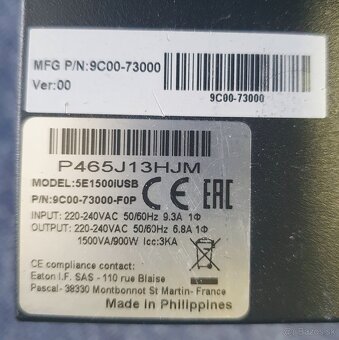 MFG P/N:9C00-73000
Ver:00
9C00-73000
P465J13HJM
MODEL:5E1500iUSB
P/N:9C00-73000-F0P
CE EAC
INPUT: 220-240VAC 50/60Hz 9.3A 1Φ
OUTPUT: 220-240VAC 50/60Hz 6.8A 1Φ
1500VA/900W Icc:3KA
CE compliance contact:
Eaton I.F. SAS - 110 rue Blaise
Pascal- 38330 Montbonnot St Martin- France
Made in Philippines